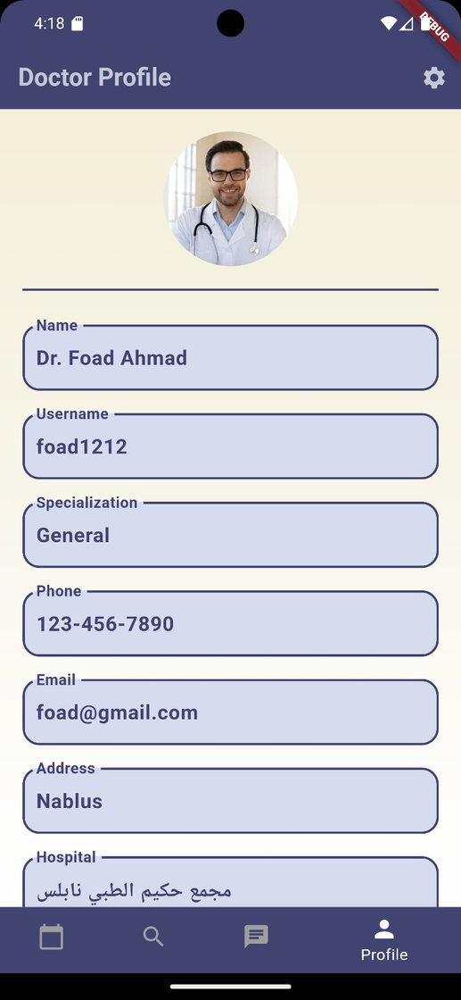 4:18
DEBUG
Doctor Profile
Name
Dr. Foad Ahmad
Username
foad1212
Specialization
General
Phone
123-456-7890
Email
foad@gmail.com
Address
Nablus
Hospital
مجمع حكيم الطبي نابلس
Profile